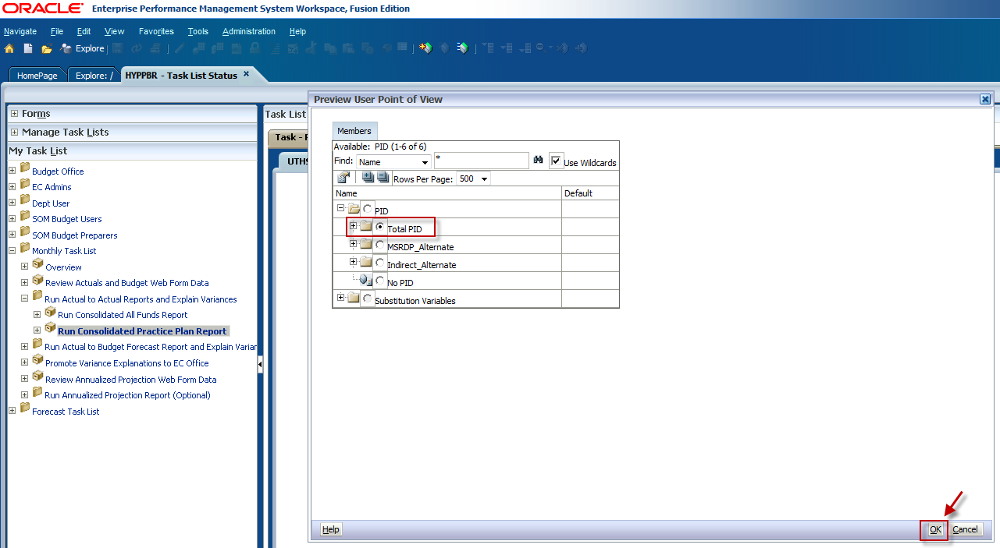 ORACLE® Enterprise Performance Management System Workspace, Fusion Edition
Navigate File Edit View Favorites Tools Administration Help
Explore
HomePage Explore: / HYPPBR - Task List Status
Forms
Manage Task Lists
My Task List
Budget Office
EC Admins
Dept User
SOM Budget Users
SOM Budget Preparers
Monthly Task List
Overview
Review Actuals and Budget Web Form Data
Run Actual to Actual Reports and Explain Variances
Run Consolidated All Funds Report
Run Consolidated Practice Plan Report
Run Actual to Budget Forecast Report and Explain Varian
Promote Variance Explanations to EC Office
Review Annualized Projection Web Form Data
Run Annualized Projection Report (Optional)
Forecast Task List
Task List
Task -
UTHS
Preview User Point of View
Members
Available: PID (1-6 of 6)
Find: Name * Use Wildcards
Rows Per Page: 500
Name Default
PID
Total PID
MSRDP_Alternate
Indirect_Alternate
No PID
Substitution Variables
Help OK Cancel